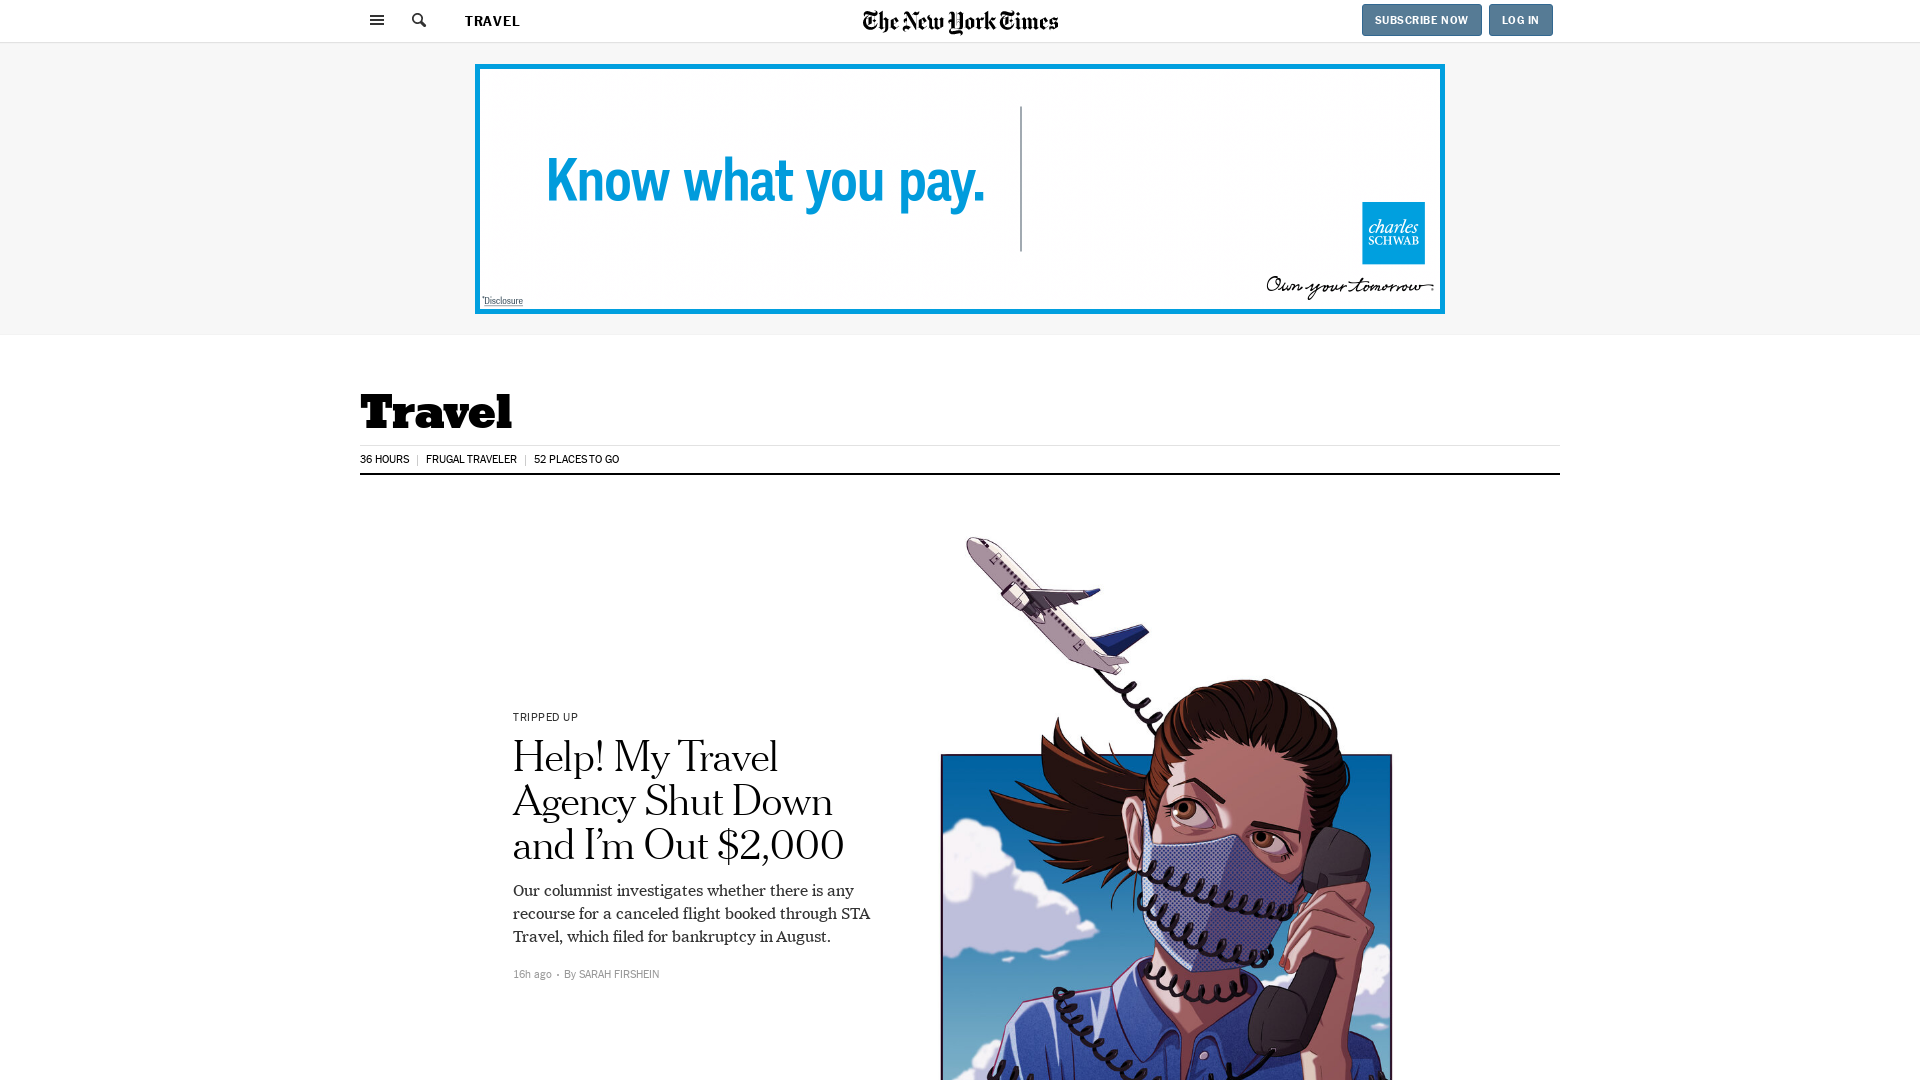 TRAVEL
The New York Times
SUBSCRIBE NOW
LOG IN
Know what you pay.
charles
SCHWAB
Own your tomorrow
*Disclosure
Travel
36 HOURS
FRUGAL TRAVELER
52 PLACES TO GO
TRIPPED UP
Help! My Travel
Agency Shut Down
and I’m Out $2,000
Our columnist investigates whether there is any
recourse for a canceled flight booked through STA
Travel, which filed for bankruptcy in August.
16h ago · By SARAH FIRSHEIN